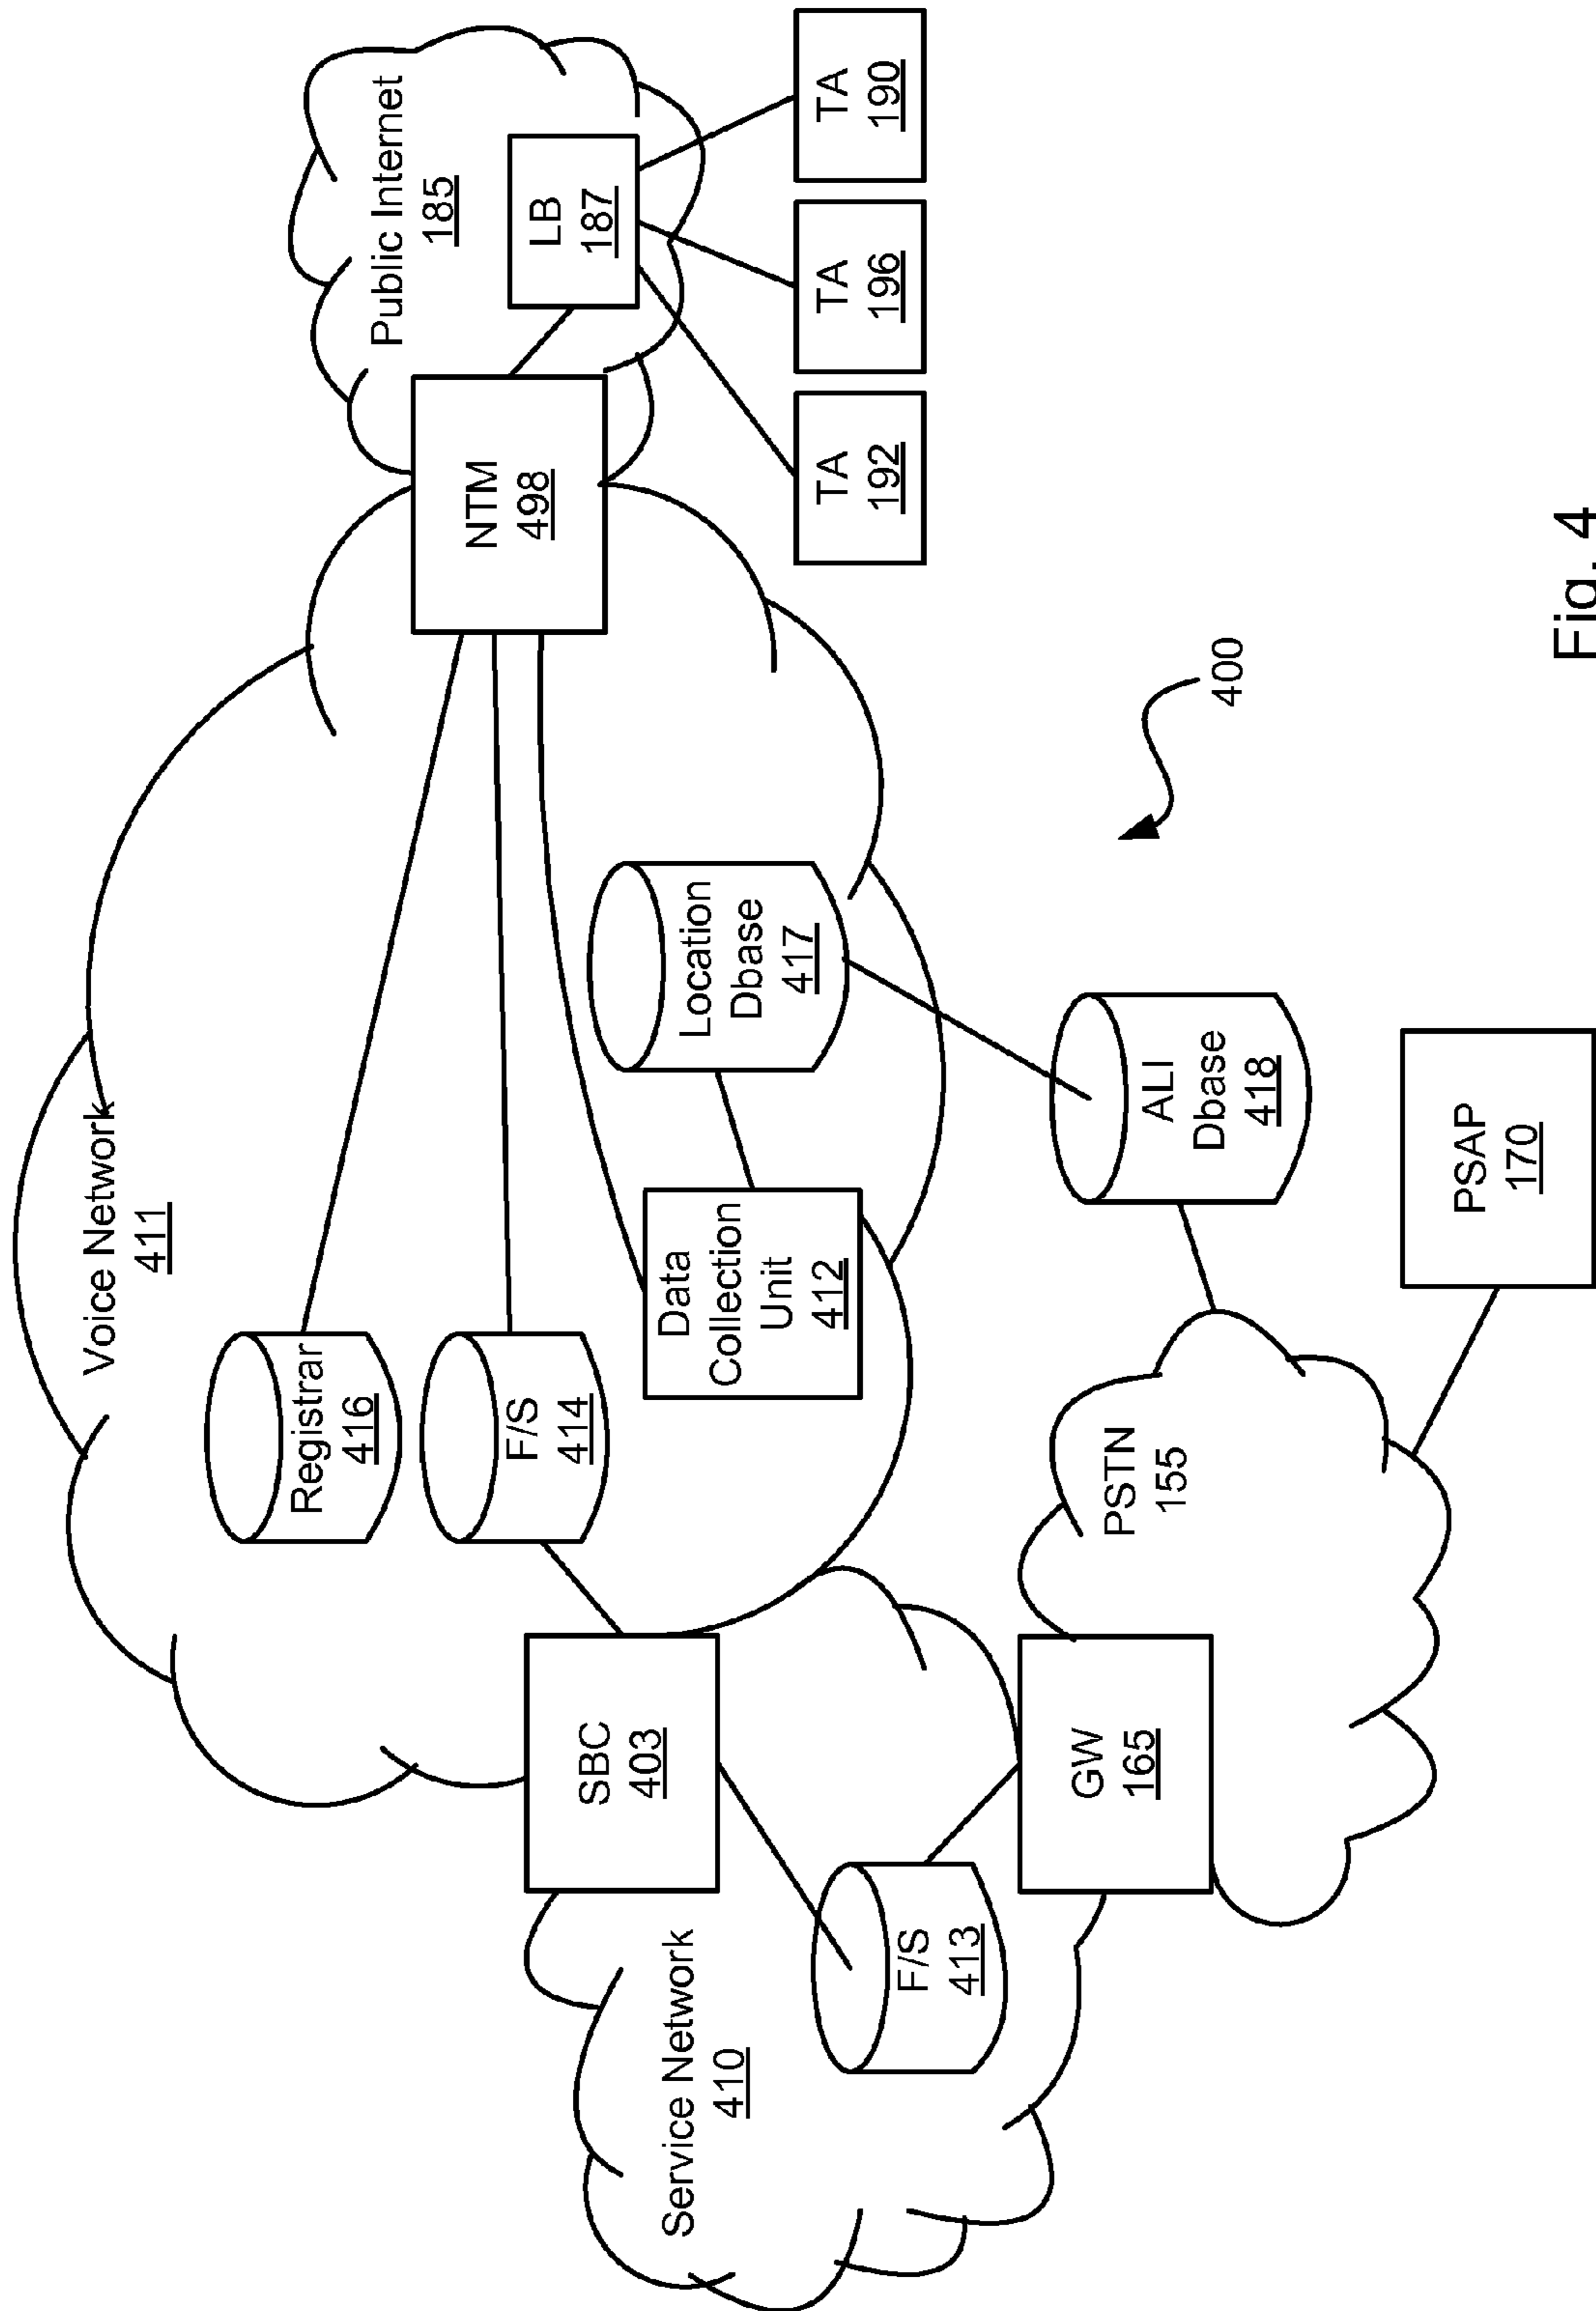 Voice Network
411
Public Internet
185
Registrar
416
F/S
414
NTM
498
LB
187
SBC
403
Data
Collection
Unit
412
Location
Dbase
417
Service Network
410
TA
192
TA
196
TA
190
F/S
413
GW
165
PSTN
155
ALI
Dbase
418
400
PSAP
170
Fig. 4